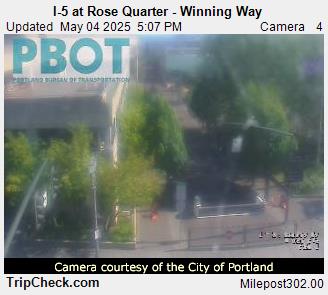 I-5 at Rose Quarter - Winning Way
Updated May 04 2025 5:07 PM Camera 4
PBOT
PORTLAND BUREAU OF TRANSPORTATION
Camera courtesy of the City of Portland
TripCheck.com Milepost302.00